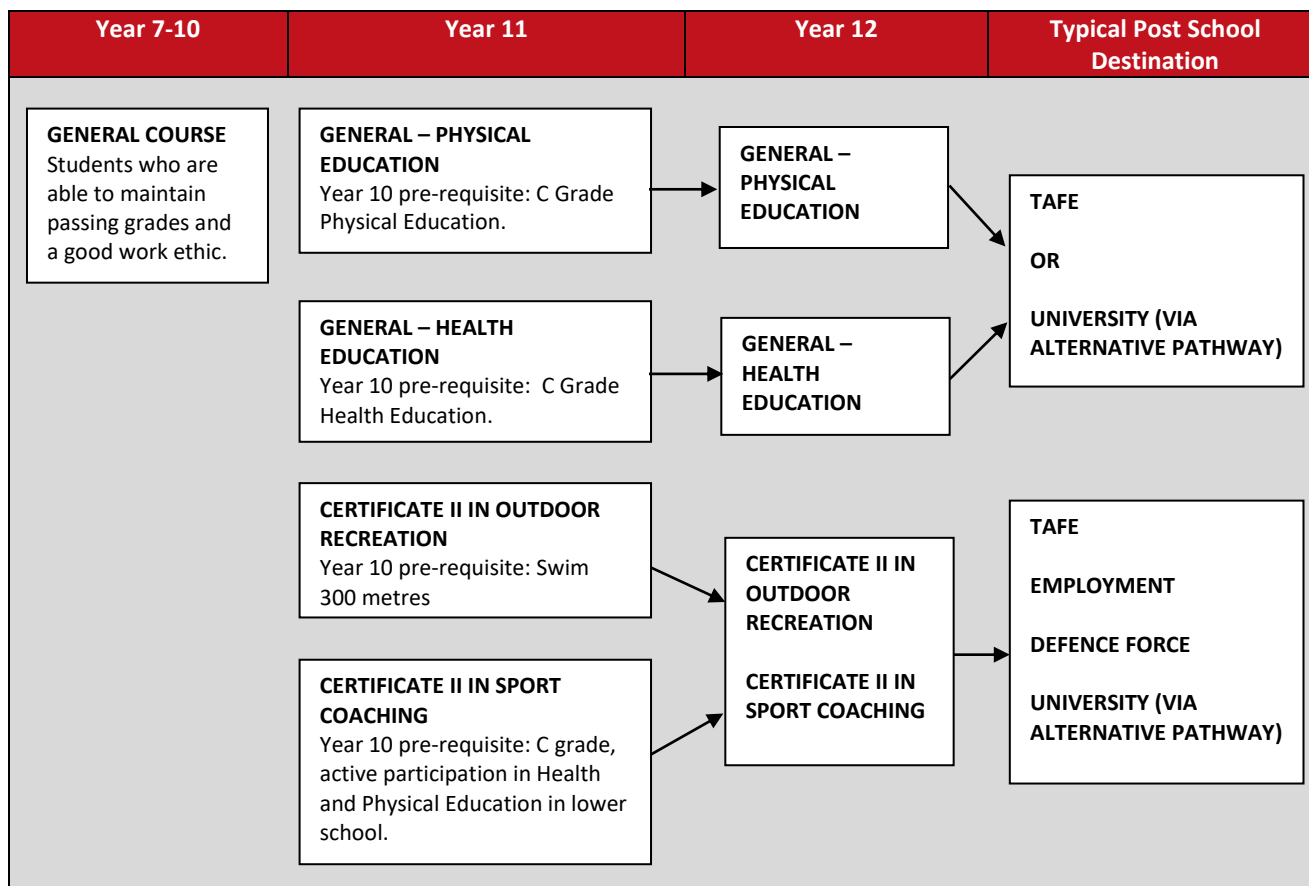 Year 7-10
Year 11
Year 12
Typical Post School
Destination
GENERAL COURSE
Students who are
able to maintain
passing grades and
a good work ethic.
GENERAL – PHYSICAL
EDUCATION
Year 10 pre-requisite: C Grade
Physical Education.
GENERAL –
PHYSICAL
EDUCATION
TAFE
OR
UNIVERSITY (VIA
ALTERNATIVE PATHWAY)
GENERAL – HEALTH
EDUCATION
Year 10 pre-requisite:  C Grade
Health Education.
GENERAL –
HEALTH
EDUCATION
CERTIFICATE II IN OUTDOOR
RECREATION
Year 10 pre-requisite: Swim
300 metres
CERTIFICATE II IN SPORT
COACHING
Year 10 pre-requisite: C grade,
active participation in Health
and Physical Education in lower
school.
CERTIFICATE II IN
OUTDOOR
RECREATION
CERTIFICATE II IN
SPORT COACHING
TAFE
EMPLOYMENT
DEFENCE FORCE
UNIVERSITY (VIA
ALTERNATIVE PATHWAY)